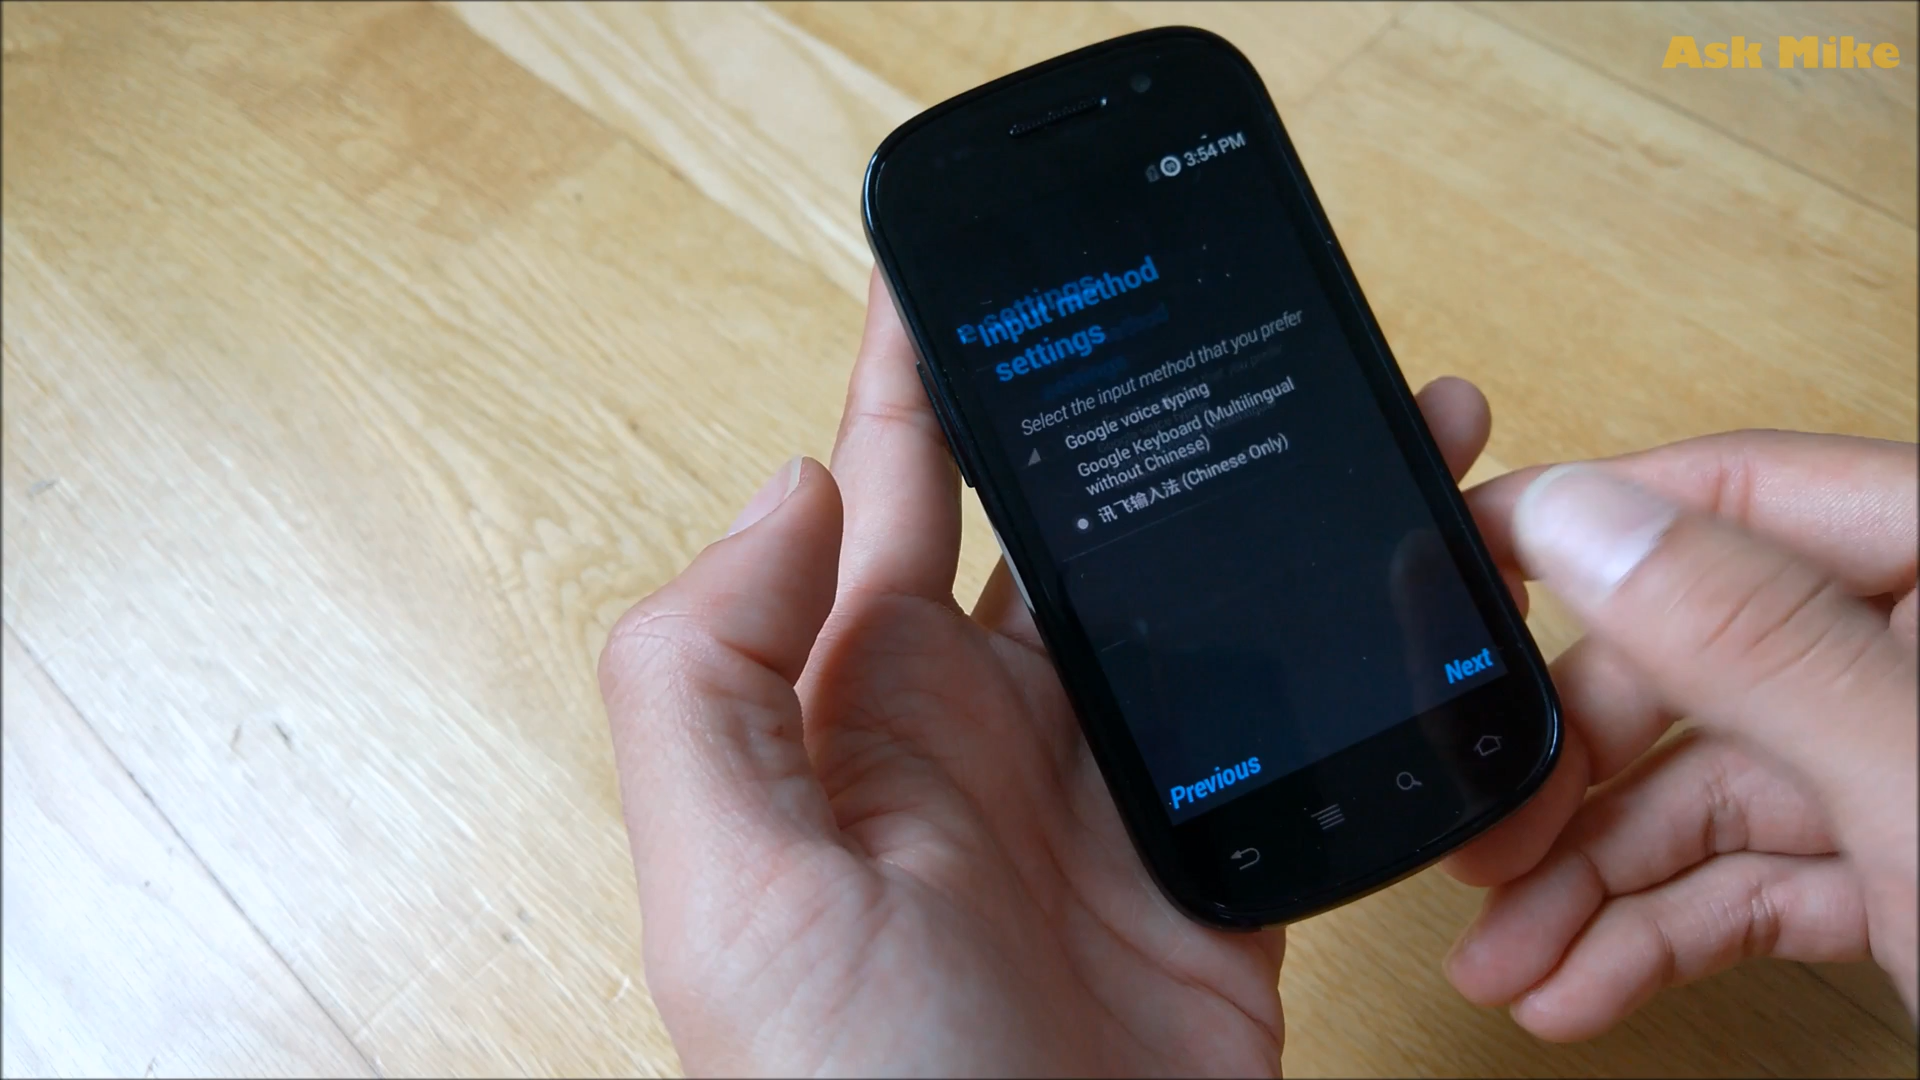 Ask Mike
3:54 PM
e settings
Input method
settings
Select the input method that you prefer
Google voice typing
Google Keyboard (Multilingual
without Chinese)
讯飞输入法 (Chinese Only)
Next
Previous